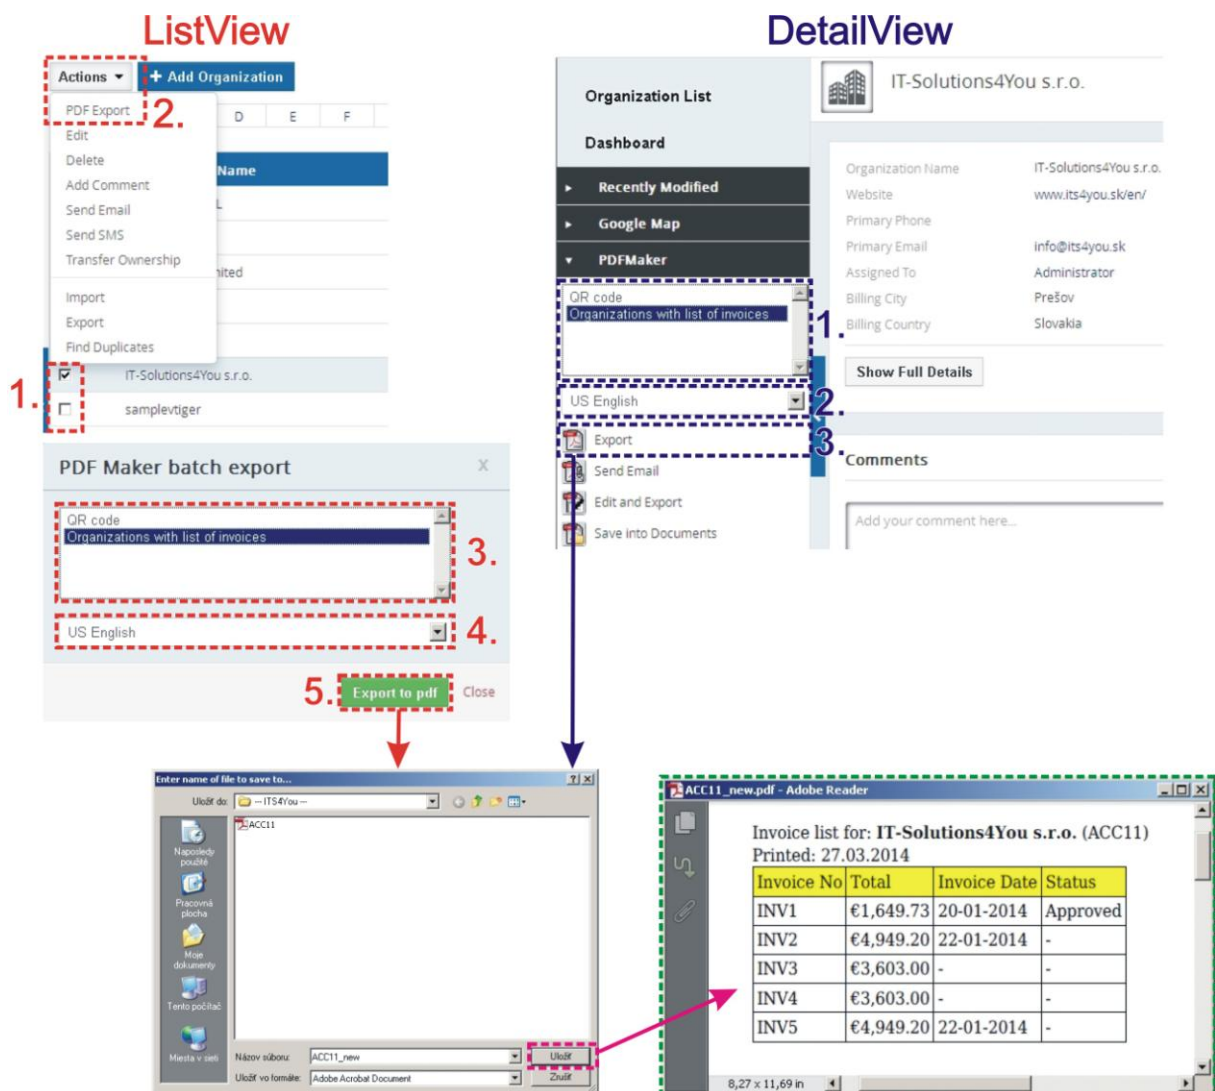 ListView
Actions
+ Add Organization
PDF Export
2.
D E F
Edit
Delete
Name
Add Comment
L
Send Email
Send SMS
Transfer Ownership
nited
Import
Export
Find Duplicates
1.
IT-Solutions4You s.r.o.
samplevtiger
PDF Maker batch export
X
QR code
Organizations with list of invoices
3.
US English
4.
5.
Export to pdf
Close
DetailView
Organization List
Dashboard
Recently Modified
Google Map
PDFMaker
QR code
Organizations with list of invoices
1.
US English
2.
Export
3.
Send Email
Edit and Export
Save into Documents
IT-Solutions4You s.r.o.
Organization Name IT-Solutions4You s.r.o.
Website www.its4you.sk/en/
Primary Phone
Primary Email info@its4you.sk
Assigned To Administrator
Billing City Prešov
Billing Country Slovakia
Show Full Details
Comments
Add your comment here...
Enter name of file to save to...
Uložiť do: --- ITS4You ---
ACC11
Naposledy
použité
Pracovná
plocha
Moje
dokumenty
Tento počítač
Miesta v sieti
Názov súboru: ACC11_new Uložiť
Uložiť vo formáte: Adobe Acrobat Document Zrušiť
ACC11_new.pdf - Adobe Reader
Invoice list for: IT-Solutions4You s.r.o. (ACC11)
Printed: 27.03.2014
Invoice No Total Invoice Date Status
INV1 €1,649.73 20-01-2014 Approved
INV2 €4,949.20 22-01-2014 -
INV3 €3,603.00 - -
INV4 €3,603.00 - -
INV5 €4,949.20 22-01-2014 -
8,27 x 11,69 in